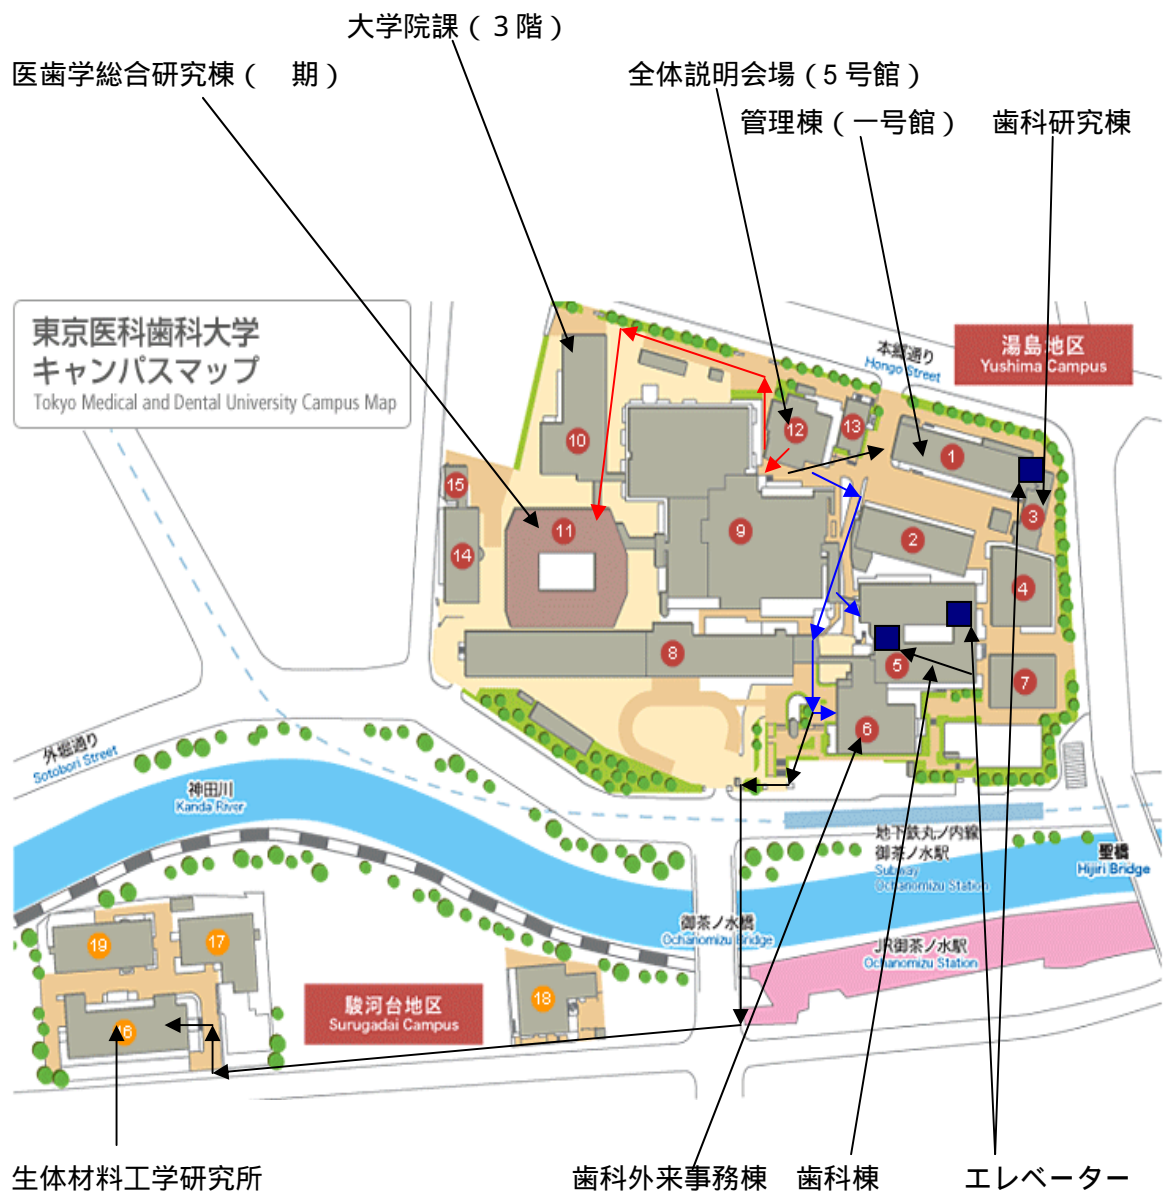 大学院課(3階)
医歯学総合研究棟( 期)
全体説明会場(5号館)
管理棟(一号館)
歯科研究棟
東京医科歯科大学
キャンパスマップ
Tokyo Medical and Dental University Campus Map
本郷通り
Hongo Street
湯島地区
Yushima Campus
10
12
13
1
15
3
11
9
2
14
4
8
5
7
6
外堀通り
Sotobori Street
神田川
Kanda River
地下鉄丸ノ内線
御茶ノ水駅
Subway
Ochanomizu Station
聖橋
Hijiri Bridge
御茶ノ水橋
Ochanomizu Bridge
JR御茶ノ水駅
Ochanomizu Station
19
17
18
駿河台地区
Surugadai Campus
16
生体材料工学研究所
歯科外来事務棟
歯科棟
エレベーター